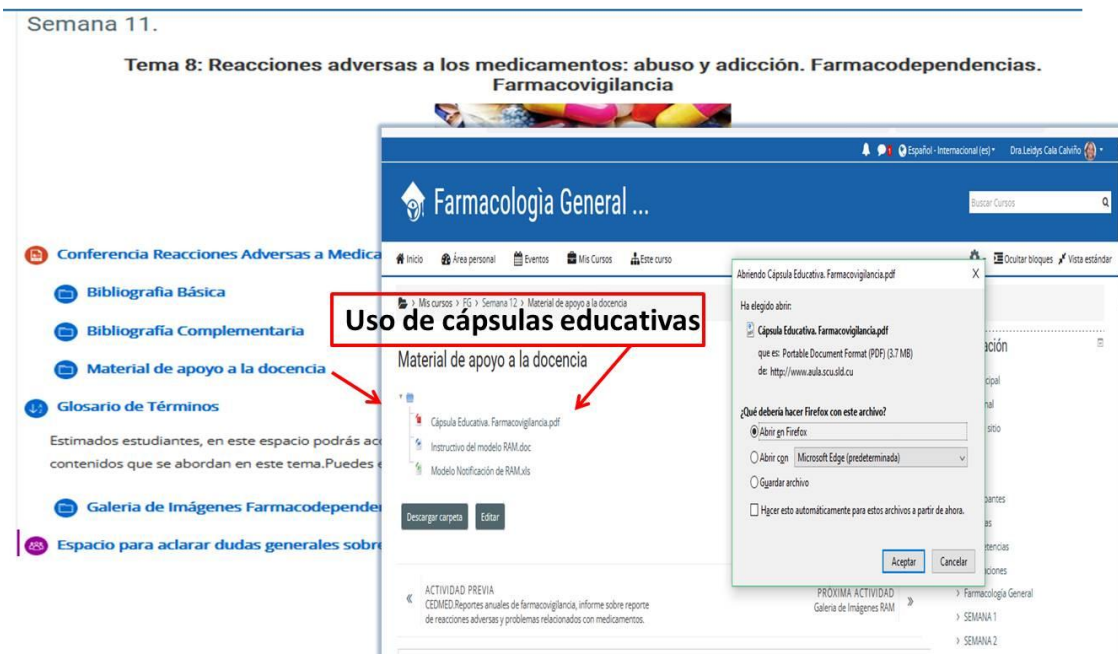 Semana 11.
Tema 8: Reacciones adversas a los medicamentos: abuso y adicción. Farmacodependencias.
Farmacovigilancia
Conferencia Reacciones Adversas a Medica
Bibliografia Básica
Bibliografía Complementaria
Material de apoyo a la docencia
Glosario de Términos
Estimados estudiantes, en este espacio podrás ac
contenidos que se abordan en este tema.Puedes e
Galeria de Imágenes Farmacodepende
Espacio para aclarar dudas generales sobre
Español - Internacional (es)
Dra.Leidys Cala Calviño
Farmacologìa General ...
Buscar Cursos
Inicio
Área personal
Eventos
Mis Cursos
Este curso
Ocultar bloques
Vista estándar
> Mis cursos > FG > Semana 12 > Material de apoyo a la docencia
Uso de cápsulas educativas
Material de apoyo a la docencia
Cápsula Educativa. Farmacovigilancia.pdf
Instructivo del modelo RAM.doc
Modelo Notificación de RAM.xls
Descargar carpeta
Editar
ACTIVIDAD PREVIA
CEDMED.Reportes anuales de farmacovigilancia, informe sobre reporte
de reacciones adversas y problemas relacionados con medicamentos.
PRÓXIMA ACTIVIDAD
Galeria de Imágenes RAM
Abriendo Cápsula Educativa. Farmacovigilancia.pdf
X
Ha elegido abrir:
Cápsula Educativa. Farmacovigilancia.pdf
que es: Portable Document Format (PDF) (3.7 MB)
de: http://www.aula.scu.sld.cu
¿Qué debería hacer Firefox con este archivo?
Abrir en Firefox
Abrir con Microsoft Edge (predeterminada)
Guardar archivo
Hacer esto automáticamente para estos archivos a partir de ahora.
Aceptar
Cancelar
ación
cipal
nal
sitio
pantes
as
etencias
aciones
> Farmacología General
> SEMANA 1
> SEMANA 2